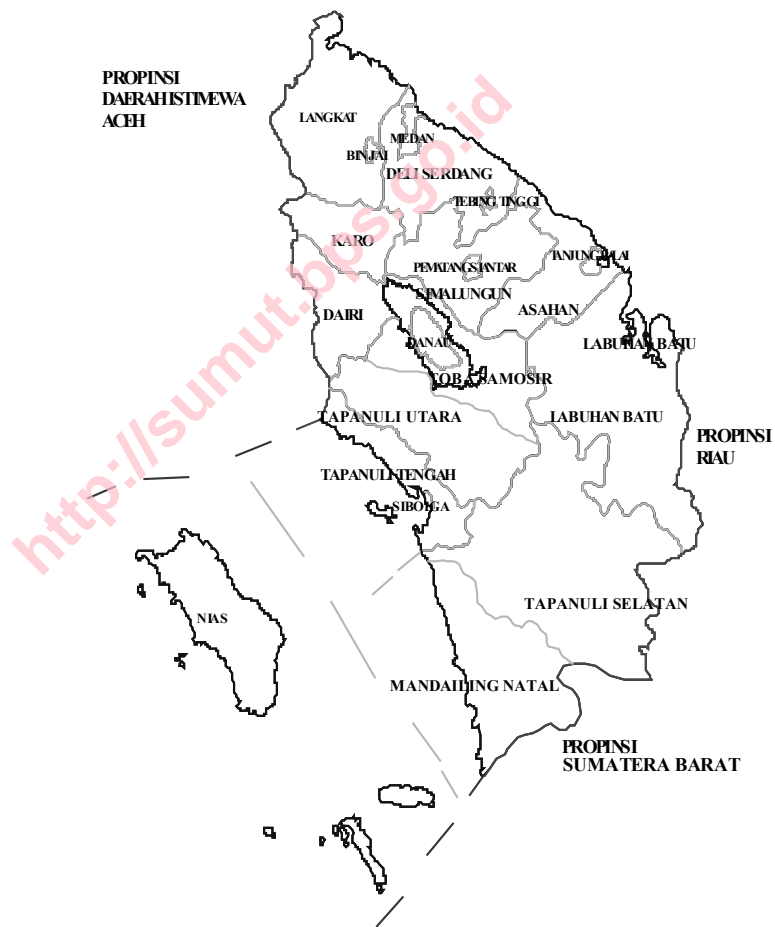 PROPINSI
DAERAH ISTIMEWA
ACEH
LANGKAT
MEDAN
BINJAI
DELI SERDANG
TEBING TINGGI
KARO
TANJUNG BALAI
PEMATANG SIANTAR
SIMALUNGUN
DAIRI
ASAHAN
DANAU
LABUHAN BATU
TOBA SAMOSIR
TAPANULI UTARA
LABUHAN BATU
PROPINSI
RIAU
TAPANULI TENGAH
SIBOLGA
NIAS
TAPANULI SELATAN
MANDAILING NATAL
PROPINSI
SUMATERA BARAT
http://sumut.bps.go.id